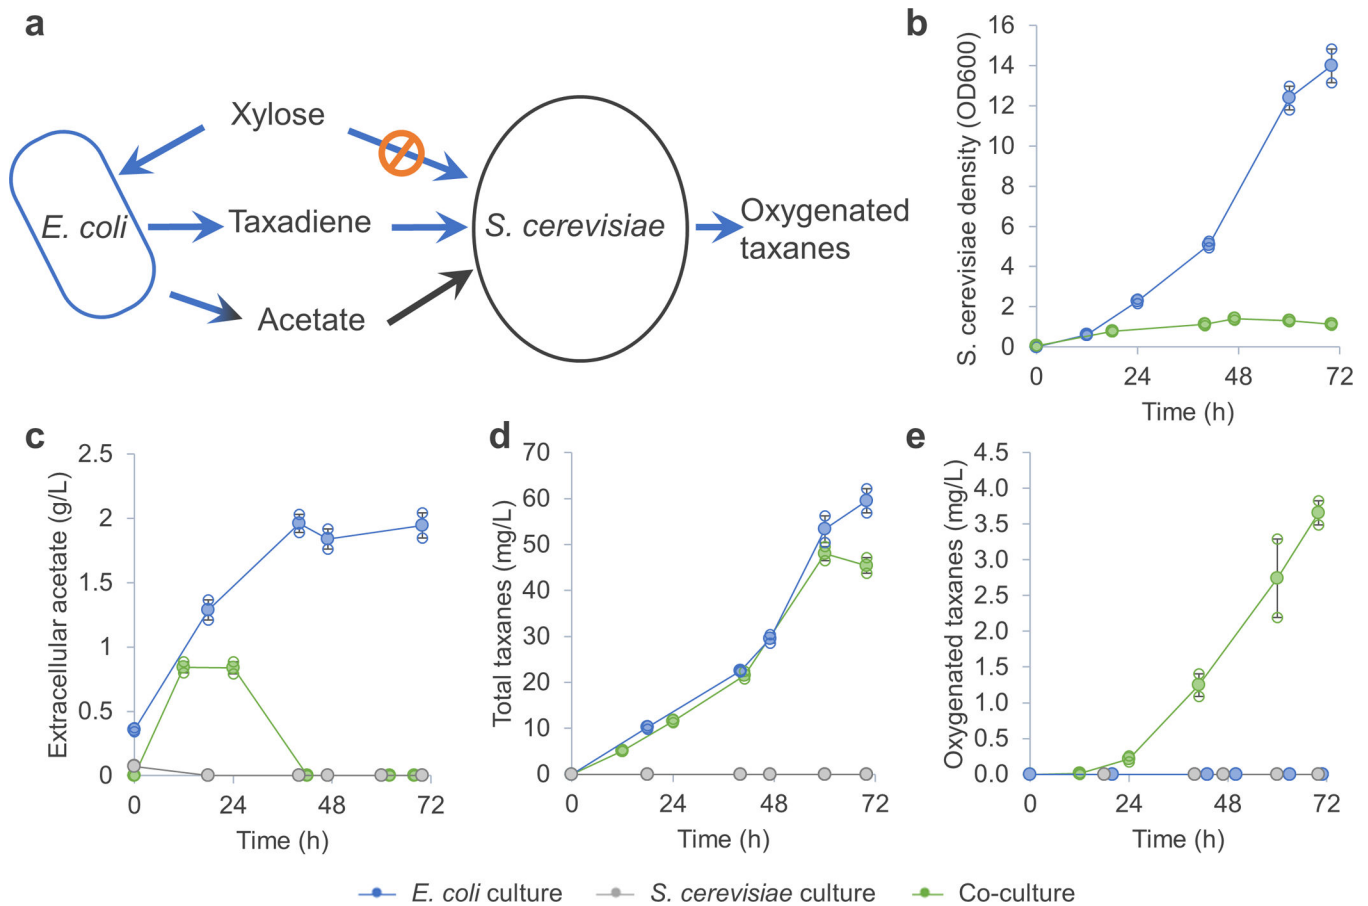 a
Xylose
E. coli
Taxadiene
S. cerevisiae
Oxygenated
taxanes
Acetate
b
S. cerevisiae density (OD600)
16
14
12
10
8
6
4
2
0
0 24 48 72
Time (h)
c
Extracellular acetate (g/L)
2.5
2
1.5
1
0.5
0
0 24 48 72
Time (h)
d
Total taxanes (mg/L)
70
60
50
40
30
20
10
0
0 24 48 72
Time (h)
e
Oxygenated taxanes (mg/L)
4.5
4.0
3.5
3.0
2.5
2.0
1.5
1.0
0.5
0.0
0 24 48 72
Time (h)
E. coli culture S. cerevisiae culture Co-culture